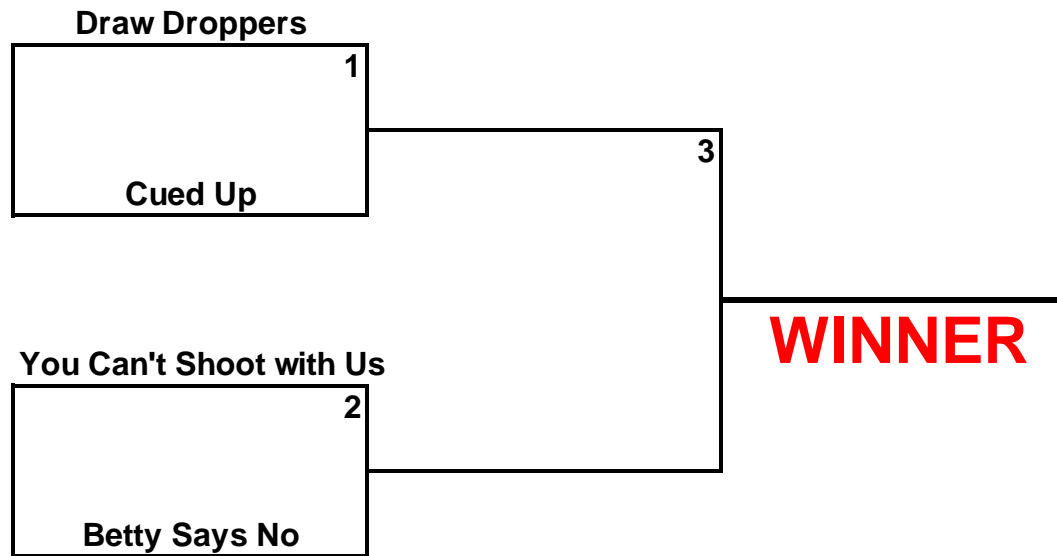 Draw Droppers
1
Cued Up
3
WINNER
You Can't Shoot with Us
2
Betty Says No